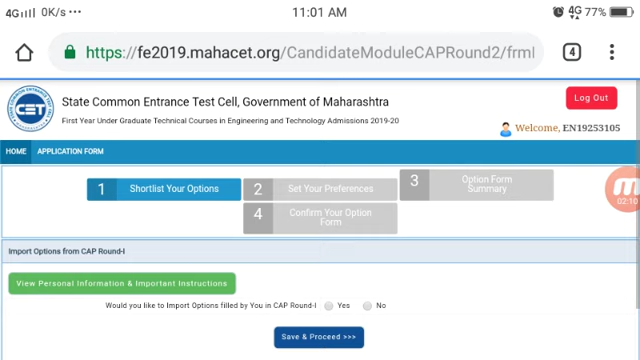 4G 0K/s ··· 11:01 AM 4G 77%
https://fe2019.mahacet.org/CandidateModuleCAPRound2/frml 4
CET
State Common Entrance Test Cell, Government of Maharashtra
Log Out
First Year Under Graduate Technical Courses in Engineering and Technology Admissions 2019-20
Welcome, EN19253105
HOME APPLICATION FORM
1 Shortlist Your Options
2 Set Your Preferences
3 Option Form
Summary
4 Confirm Your Option
Form
02:10
Import Options from CAP Round-I
View Personal Information & Important Instructions
Would you like to Import Options filled by You in CAP Round-I Yes No
Save & Proceed >>>